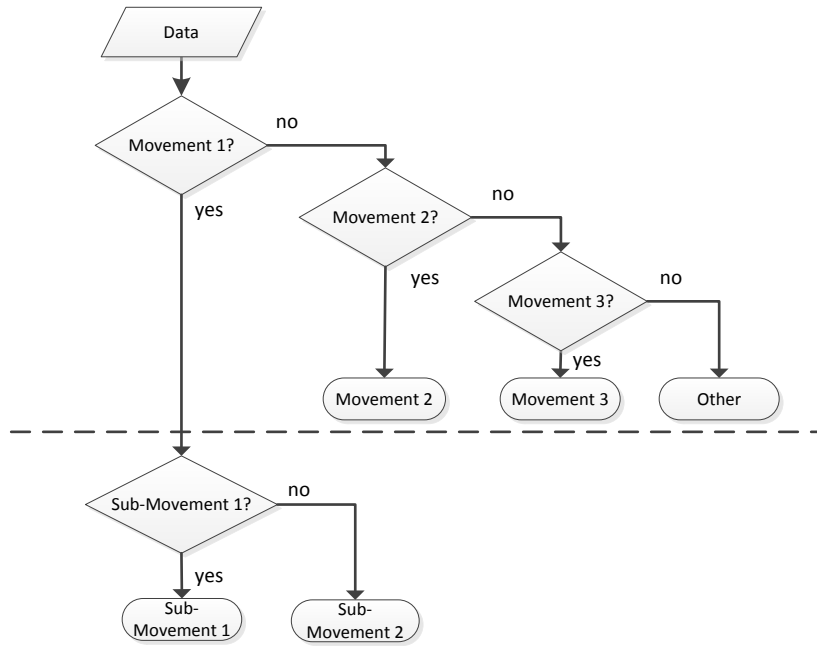 Data
Movement 1?
no
yes
Movement 2?
no
yes
Movement 3?
no
yes
Movement 2
Movement 3
Other
Sub-Movement 1?
no
yes
Sub-
Movement 1
Sub-
Movement 2